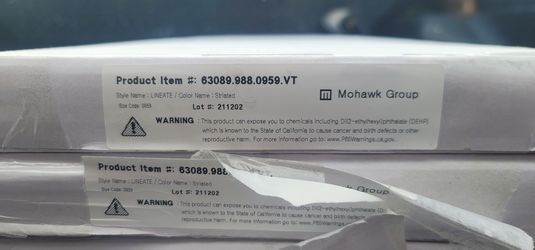 Product Item #: 63089.988.0959.VT
Style Name : LINEATE / Color Name : Striated
Size Code: 0959
Lot #: 211202
Mohawk Group
WARNING : This product can expose you to chemicals including Di(2-ethylhexyl)phthalate (DEHP)
which is known to the State of California to cause cancer and birth defects or other
reproductive harm. For more information go to: www.P65Warnings.ca.gov.
Product Item #: 63089.988
Style Name : LINEATE / Color Name : Striated
Size Code: 0959
Lot #: 211202
Mohawk Group
WARNING : This product can expose you to chemicals including Di(2-ethylhexyl)phthalate (DEHP)
which is known to the State of California to cause cancer and birth defects or other
reproductive harm. For more information go to: www.P65Warnings.ca.gov.